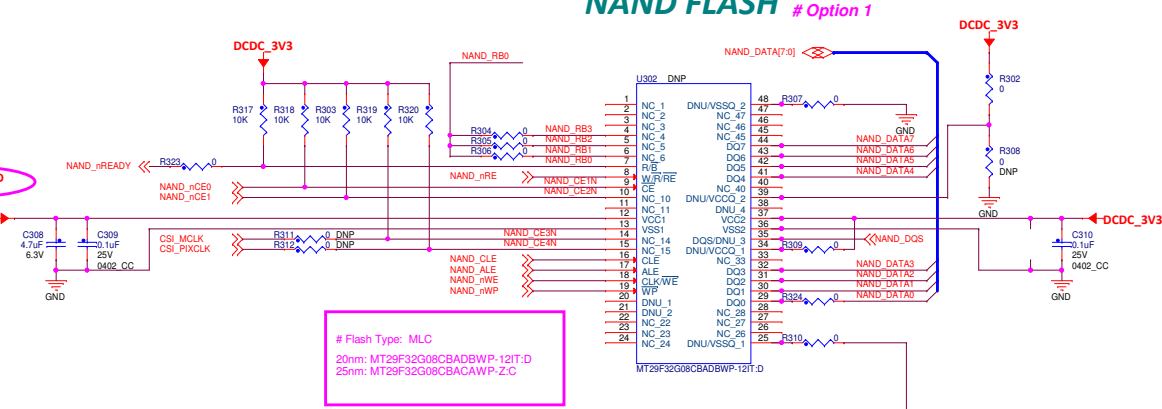 NAND FLASH # Option 1
DCDC_3V3
R317 10K
R318 10K
R303 10K
R319 10K
R320 10K
NAND_RB0
R304 0 NAND_RB3
R305 0 NAND_RB2
R306 0 NAND_RB1
NAND_RB0
NAND_nREADY R323 0
NAND_nRE
NAND_nCE0 NAND_CE1N
NAND_nCE1 NAND_CE2N
C308
4.7uF
6.3V
C309
0.1uF
25V
0402_CC
GND
CSI_MCLK R311 0 DNP NAND_CE3N
CSI_PIXCLK R312 0 DNP NAND_CE4N
NAND_CLE
NAND_ALE
NAND_nWE
NAND_nWP
# Flash Type: MLC
20nm: MT29F32G08CBADBWP-12IT:D
25nm: MT29F32G08CBACAWP-Z:C
U302 DNP
1 NC_1
2 NC_2
3 NC_3
4 NC_4
5 NC_5
6 NC_6
7 R/B
8 W/R/RE
9 CE
10 NC_10
11 NC_11
12 VCC1
13 VSS1
14 NC_14
15 NC_15
16 CLE
17 ALE
18 CLK/WE
19 WP
20 DNU_1
21 DNU_2
22 NC_22
23 NC_23
24 NC_24
DNU/VSSQ_2 48
NC_47 47
NC_46 46
NC_45 45
DQ7 44
DQ6 43
DQ5 42
DQ4 41
NC_40 40
DNU/VCCQ_2 39
DNU_4 38
VCC2 37
VSS2 36
DQS/DNU_3 35
DNU/VCCQ_1 34
NC_33 33
DQ3 32
DQ2 31
DQ1 30
DQ0 29
NC_28 28
NC_27 27
NC_26 26
DNU/VSSQ_1 25
MT29F32G08CBADBWP-12IT:D
NAND_DATA[7:0]
R307 0
GND
NAND_DATA7
NAND_DATA6
NAND_DATA5
NAND_DATA4
NAND_DQS
R309 0
NAND_DATA3
NAND_DATA2
NAND_DATA1
R324 0 NAND_DATA0
R310 0
DCDC_3V3
R302
0
R308
0
DNP
GND
DCDC_3V3
C310
0.1uF
25V
0402_CC
GND